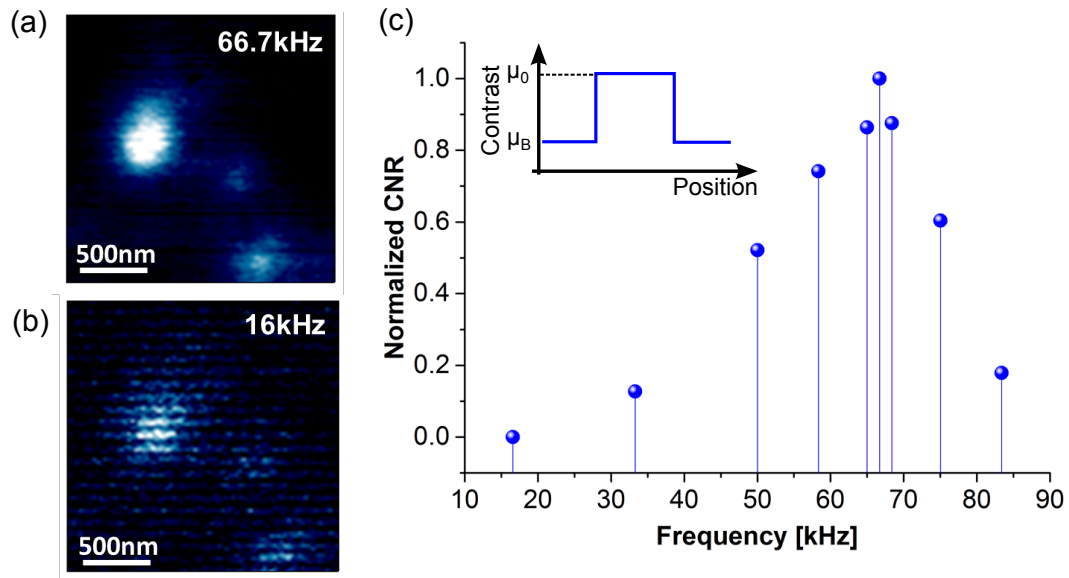 (a)
66.7kHz
500nm
(b)
16kHz
500nm
(c)
Normalized CNR
1.0
0.8
0.6
0.4
0.2
0.0
10 20 30 40 50 60 70 80 90
Frequency [kHz]
Contrast
μ0
μB
Position